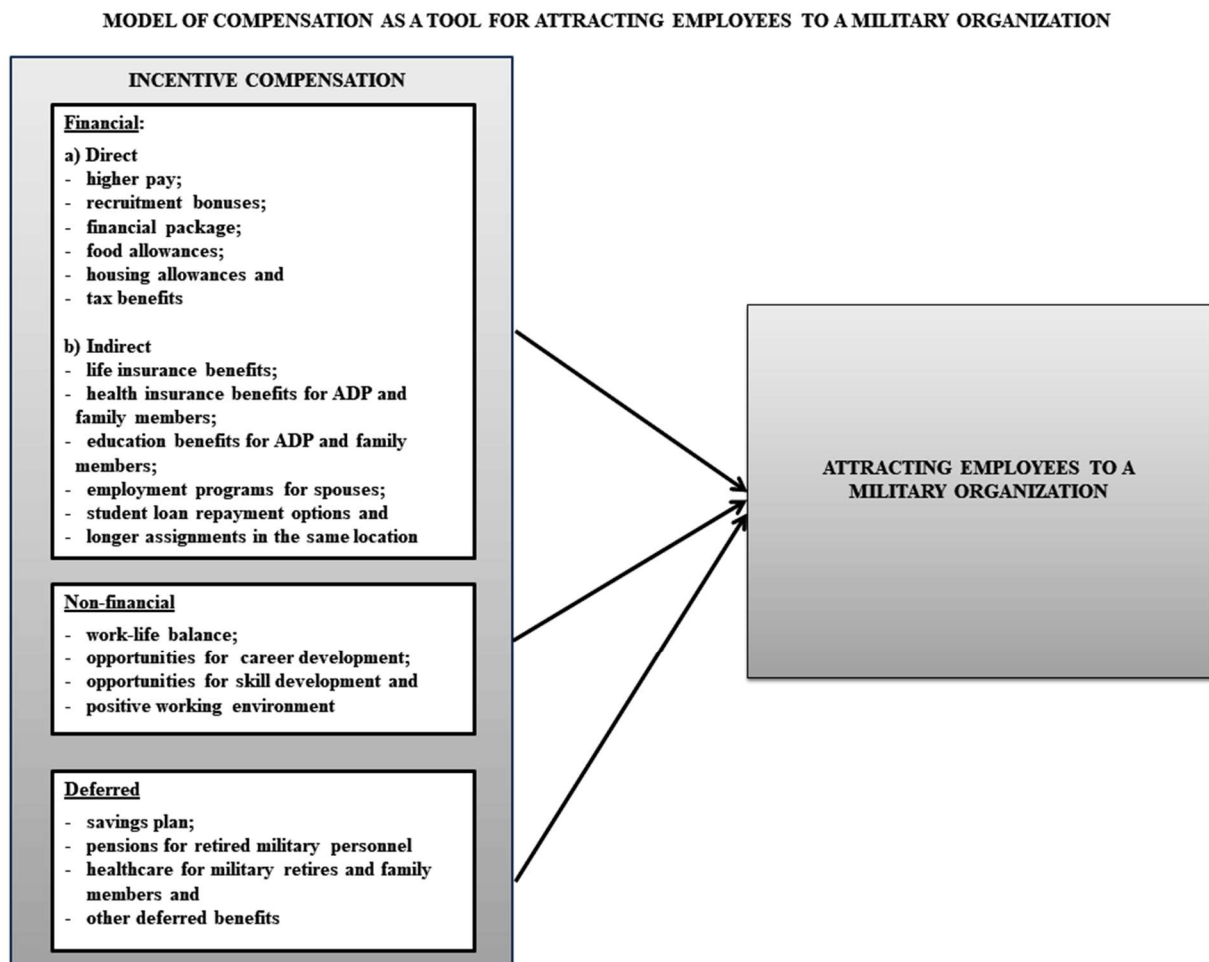 MODEL OF COMPENSATION AS A TOOL FOR ATTRACTING EMPLOYEES TO A MILITARY ORGANIZATION
INCENTIVE COMPENSATION
Financial:
a) Direct
- higher pay;
- recruitment bonuses;
- financial package;
- food allowances;
- housing allowances and
- tax benefits
b) Indirect
- life insurance benefits;
- health insurance benefits for ADP and
family members;
- education benefits for ADP and family
members;
- employment programs for spouses;
- student loan repayment options and
- longer assignments in the same location
Non-financial
- work-life balance;
- opportunities for career development;
- opportunities for skill development and
- positive working environment
Deferred
- savings plan;
- pensions for retired military personnel
- healthcare for military retires and family
members and
- other deferred benefits
ATTRACTING EMPLOYEES TO A
MILITARY ORGANIZATION